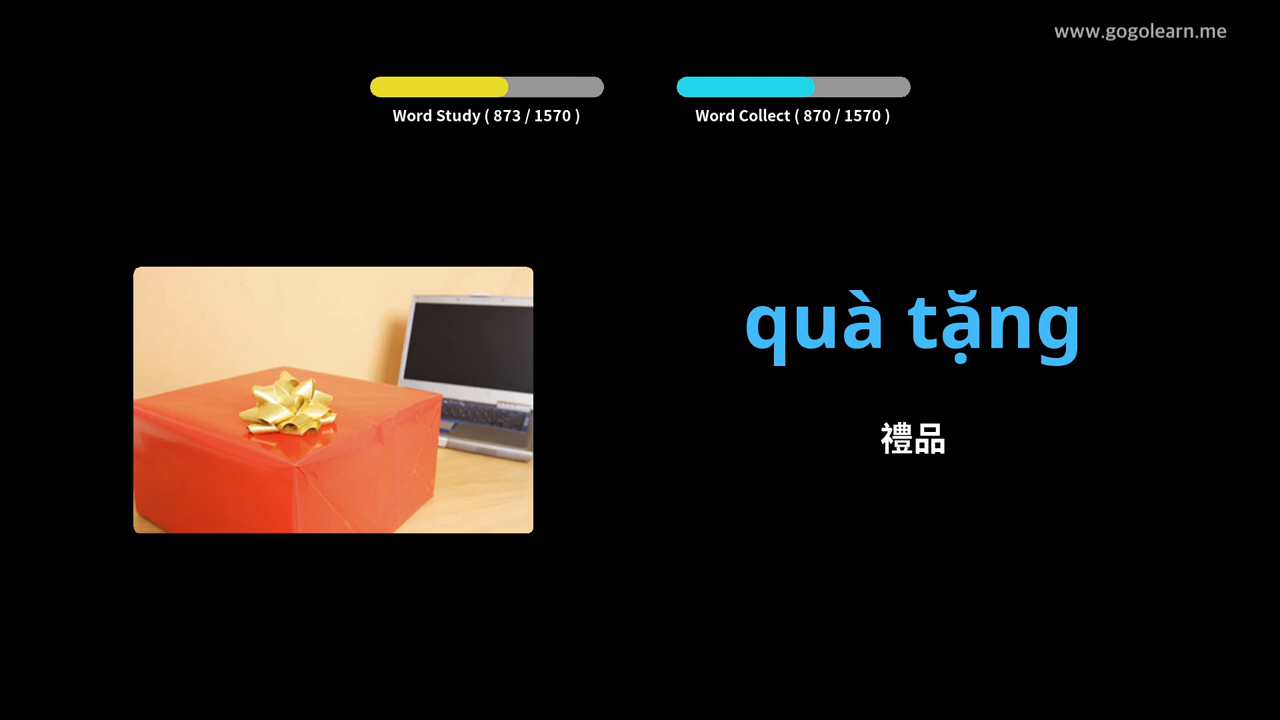 www.gogolearn.me
Word Study ( 873 / 1570 )
Word Collect ( 870 / 1570 )
quà tặng
禮品